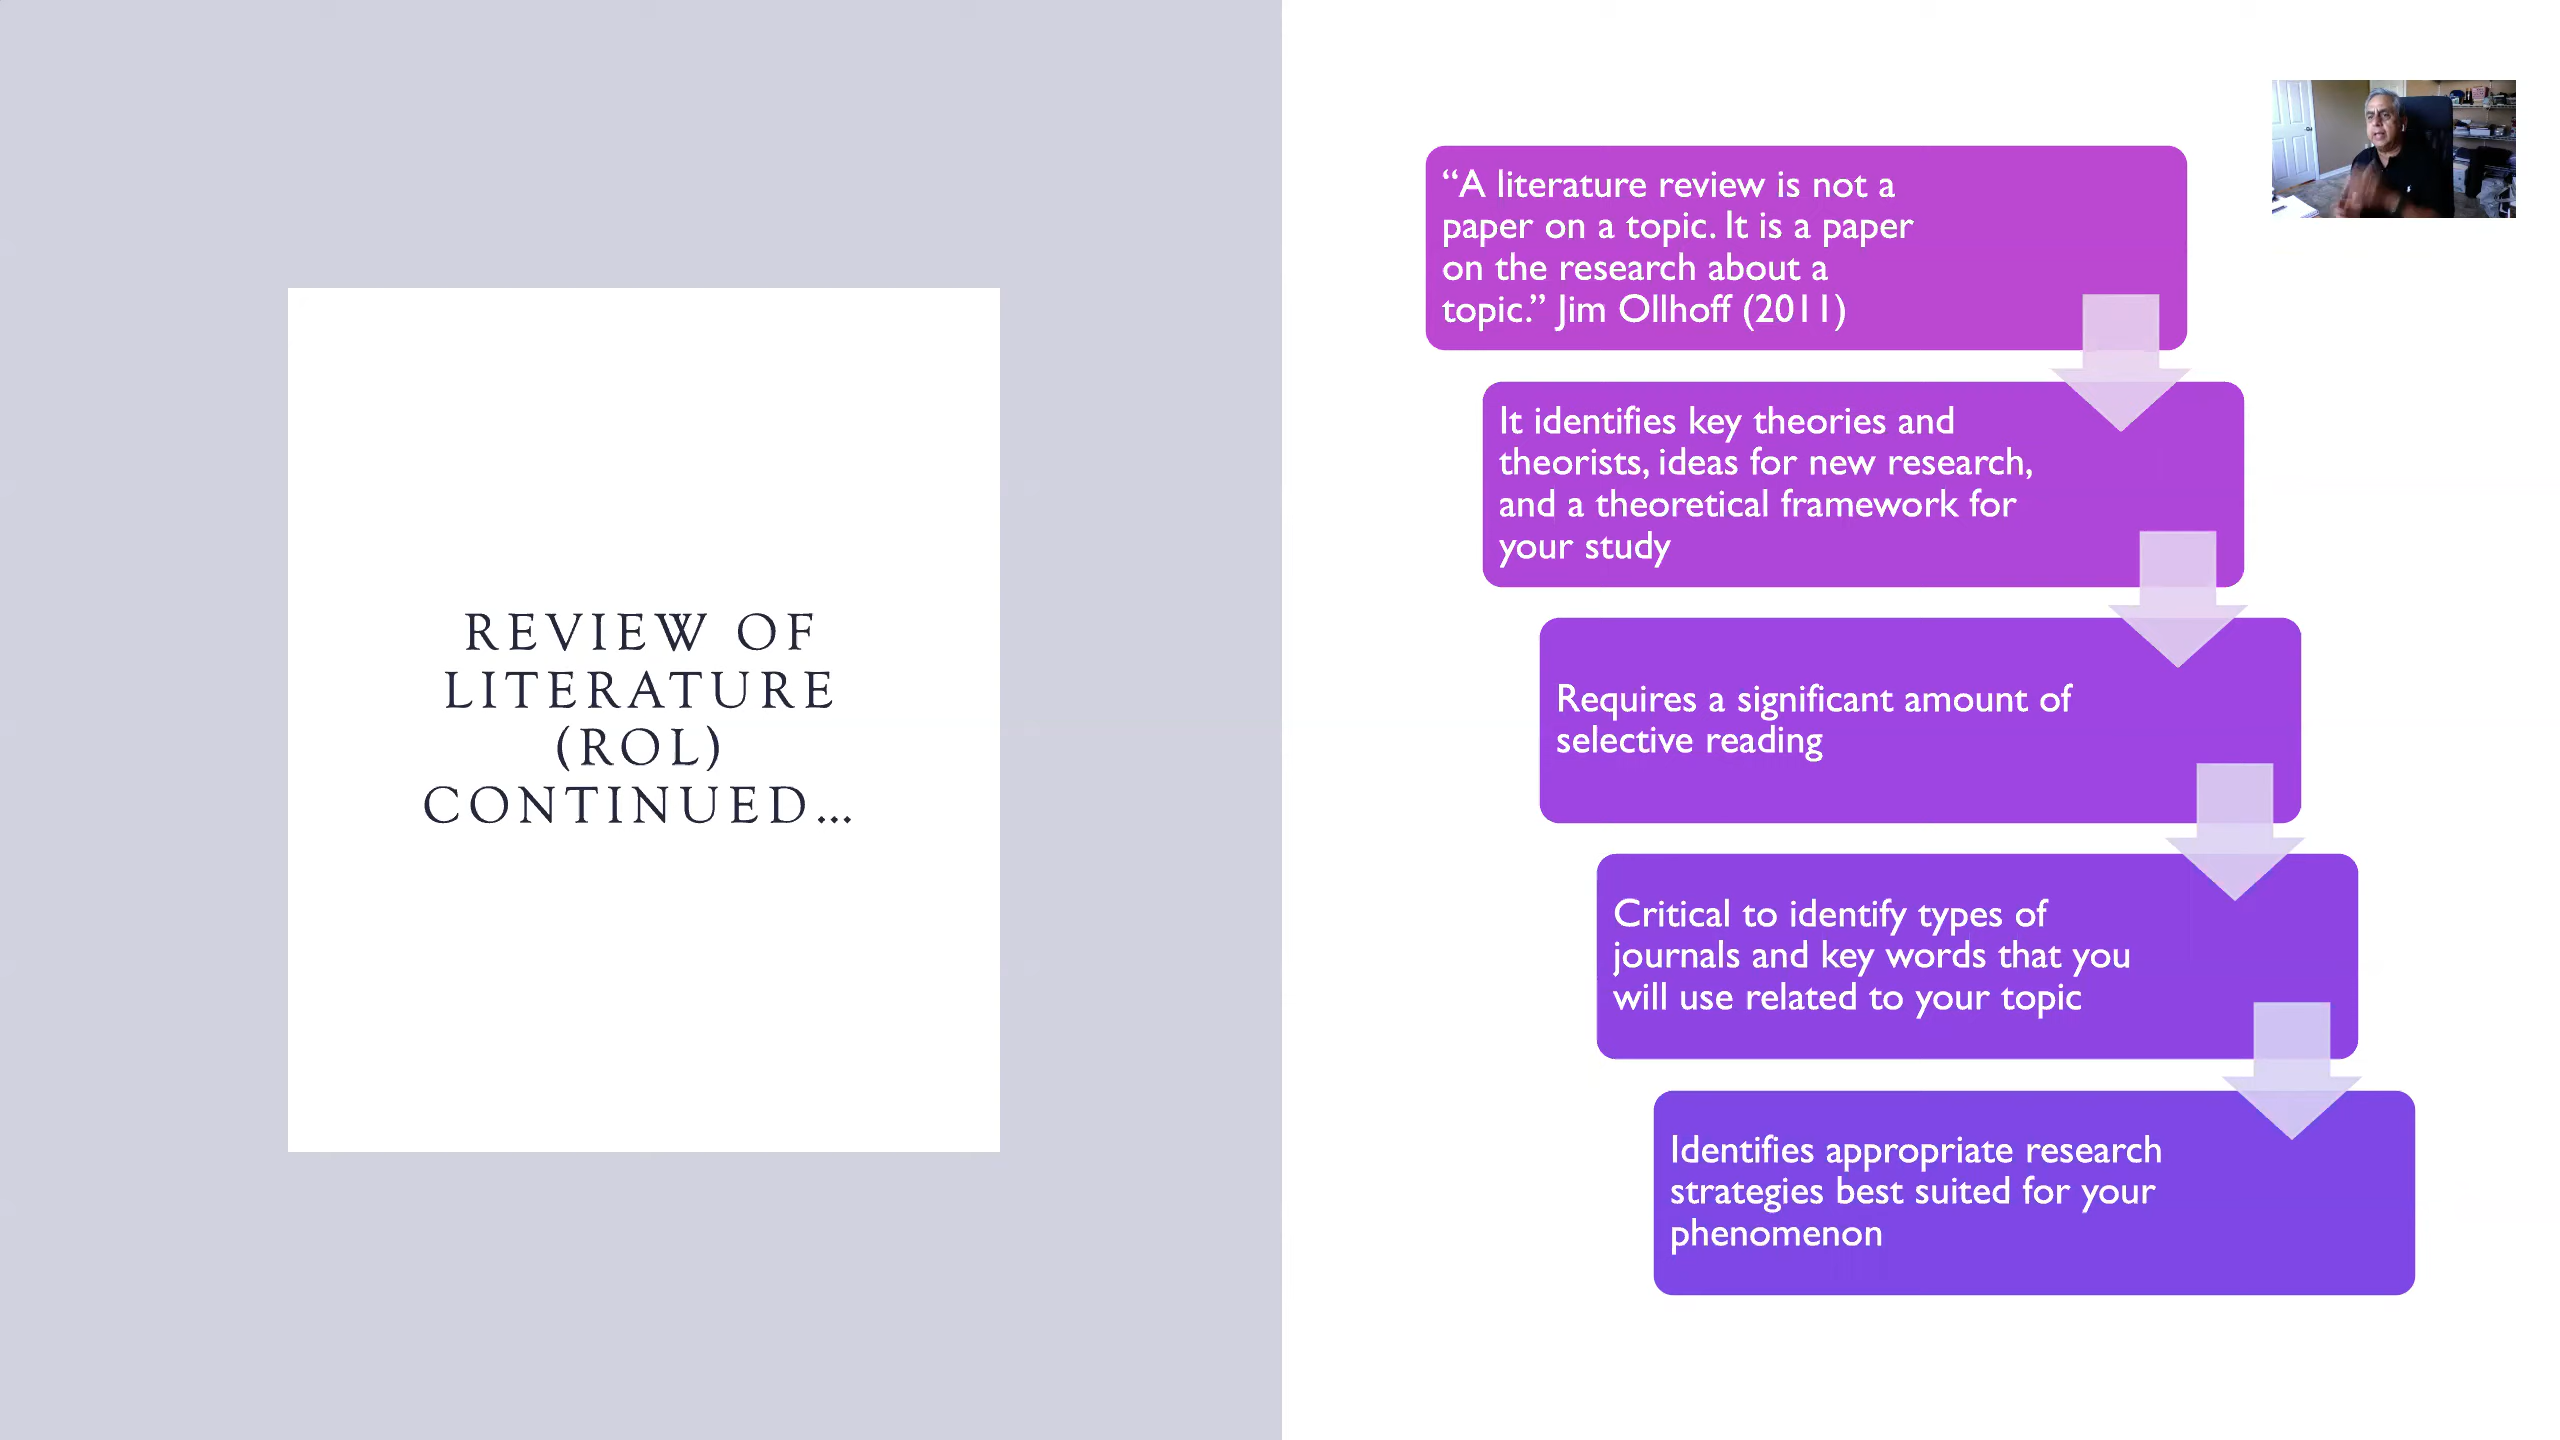 REVIEW OF
LITERATURE
(ROL)
CONTINUED…
“A literature review is not a
paper on a topic. It is a paper
on the research about a
topic.” Jim Ollhoff (2011)
It identifies key theories and
theorists, ideas for new research,
and a theoretical framework for
your study
Requires a significant amount of
selective reading
Critical to identify types of
journals and key words that you
will use related to your topic
Identifies appropriate research
strategies best suited for your
phenomenon